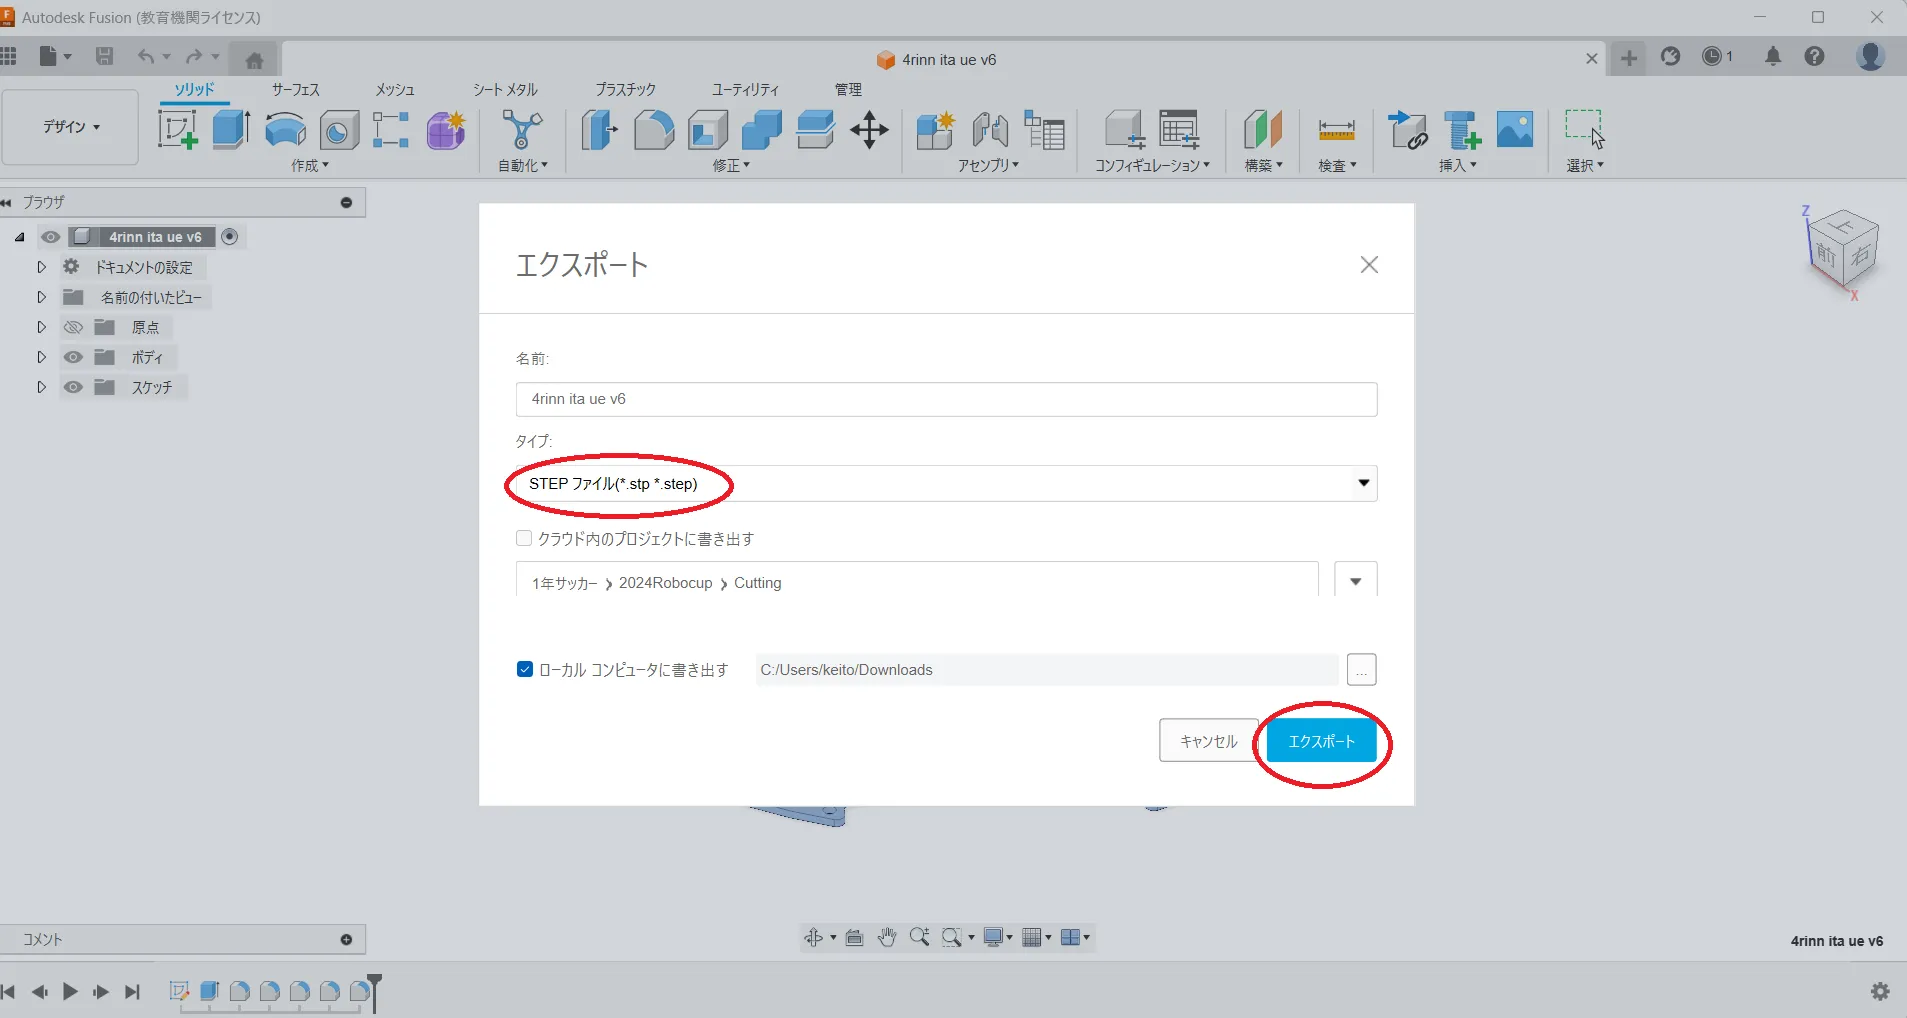 Autodesk Fusion (教育機関ライセンス)
4rinn ita ue v6
1
ソリッド サーフェス メッシュ シート メタル プラスチック ユーティリティ 管理
デザイン
作成 自動化 修正 アセンブリ コンフィギュレーション 構築 検査 挿入 選択
ブラウザ
4rinn ita ue v6
ドキュメントの設定
名前の付いたビュー
原点
ボディ
スケッチ
Z
上
前
右
X
エクスポート
名前:
4rinn ita ue v6
タイプ:
STEP ファイル(*.stp *.step)
クラウド内のプロジェクトに書き出す
1年サッカー > 2024Robocup > Cutting
ローカル コンピュータに書き出す C:/Users/keito/Downloads ...
キャンセル エクスポート
コメント
4rinn ita ue v6